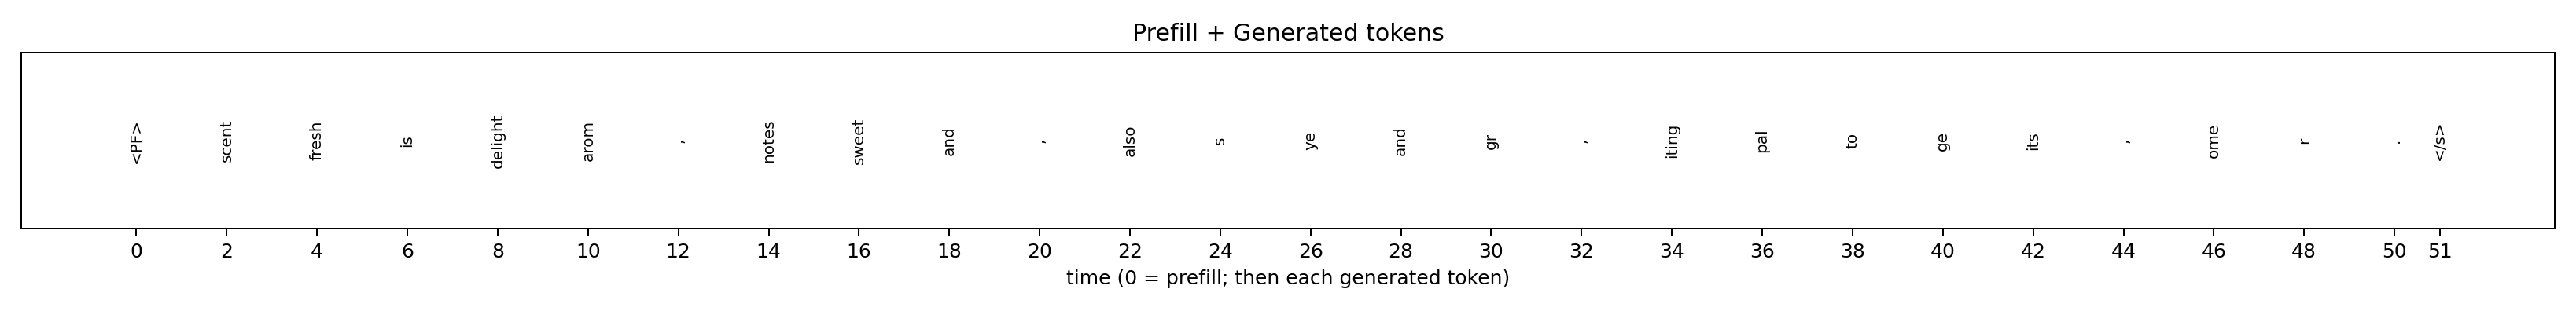 Prefill + Generated tokens
<PF> scent fresh is delight arom , notes sweet and , also s ye and gr , iting pal to ge its , ome r . </s>
0 2 4 6 8 10 12 14 16 18 20 22 24 26 28 30 32 34 36 38 40 42 44 46 48 50 51
time (0 = prefill; then each generated token)